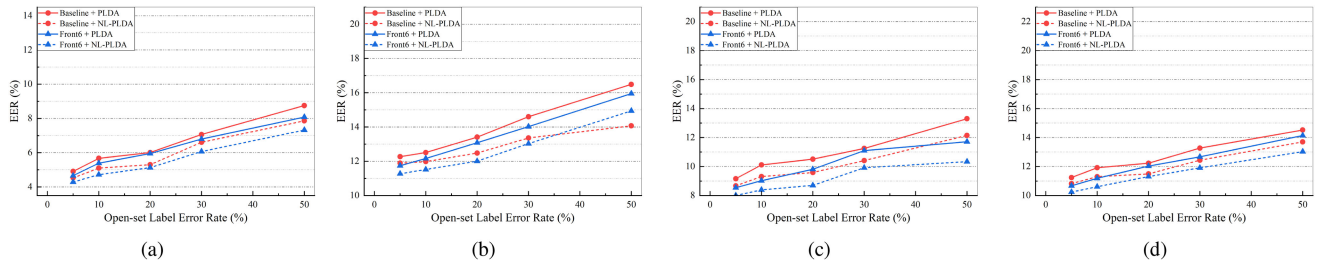 Baseline + PLDA
Baseline + NL-PLDA
Front6 + PLDA
Front6 + NL-PLDA
14
12
10
8
6
4
EER (%)
0 10 20 30 40 50
Open-set Label Error Rate (%)
(a)
Baseline + PLDA
Baseline + NL-PLDA
Front6 + PLDA
Front6 + NL-PLDA
20
18
16
14
12
10
EER (%)
0 10 20 30 40 50
Open-set Label Error Rate (%)
(b)
Baseline + PLDA
Baseline + NL-PLDA
Front6 + PLDA
Front6 + NL-PLDA
20
18
16
14
12
10
8
EER (%)
0 10 20 30 40 50
Open-set Label Error Rate (%)
(c)
Baseline + PLDA
Baseline + NL-PLDA
Front6 + PLDA
Front6 + NL-PLDA
22
20
18
16
14
12
10
EER (%)
0 10 20 30 40 50
Open-set Label Error Rate (%)
(d)